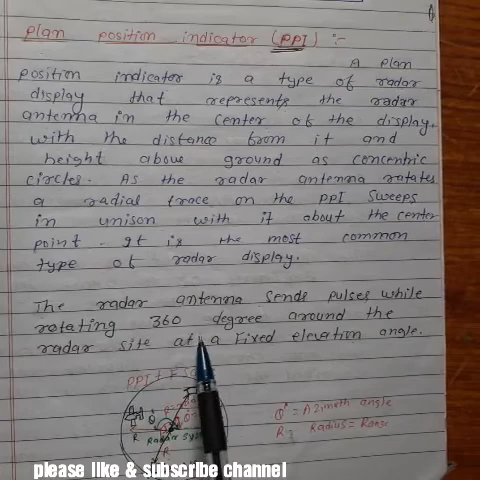 Plan position indicator (PPI) :-
A plan
position indicator is a type of radar
display that represents the radar
antenna in the center of the display.
with the distance from it and
height above ground as concentric
circles. As the radar antenna rotates
a radial trace on the PPI sweeps
in unison with it about the center
point. It is the most common
type of radar display.
The radar antenna sends pulses while
rotating 360 degree around the
radar site at a Fixed elevation angle.
PPI
θ° = Azimoth angle
R = Radius = Range
R
Radar
R
please like & subscribe channel